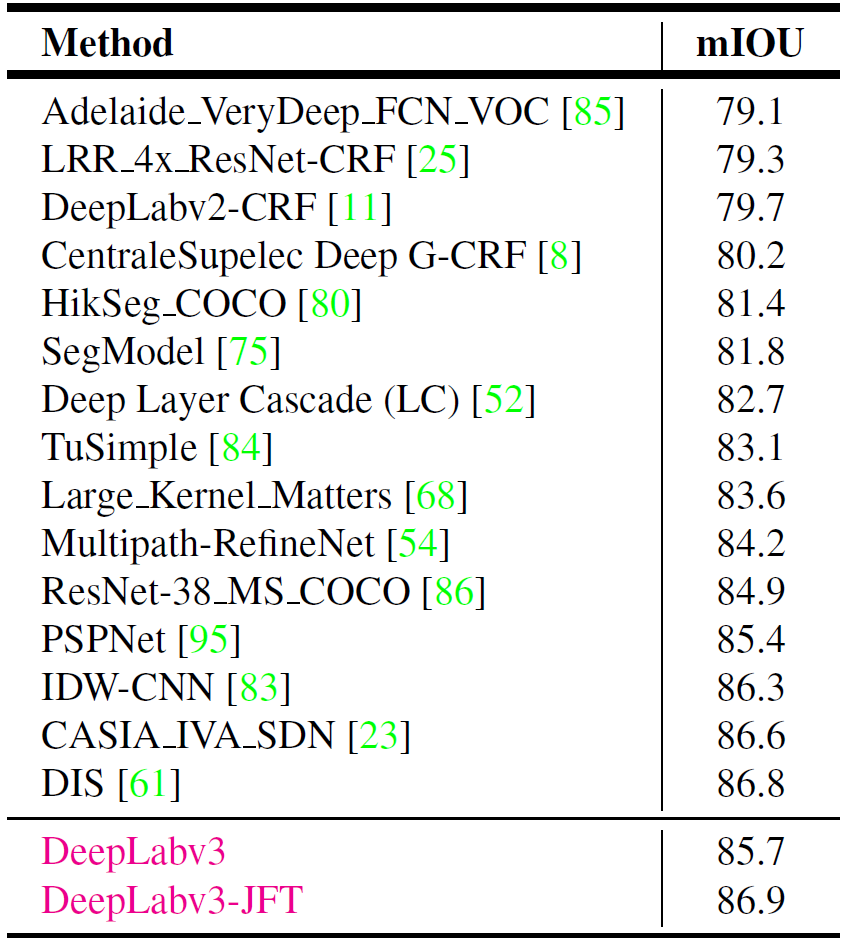 Method mIOU
Adelaide_VeryDeep_FCN_VOC [85] 79.1
LRR_4x_ResNet-CRF [25] 79.3
DeepLabv2-CRF [11] 79.7
CentraleSupelec Deep G-CRF [8] 80.2
HikSeg_COCO [80] 81.4
SegModel [75] 81.8
Deep Layer Cascade (LC) [52] 82.7
TuSimple [84] 83.1
Large_Kernel_Matters [68] 83.6
Multipath-RefineNet [54] 84.2
ResNet-38_MS_COCO [86] 84.9
PSPNet [95] 85.4
IDW-CNN [83] 86.3
CASIA_IVA_SDN [23] 86.6
DIS [61] 86.8
DeepLabv3 85.7
DeepLabv3-JFT 86.9